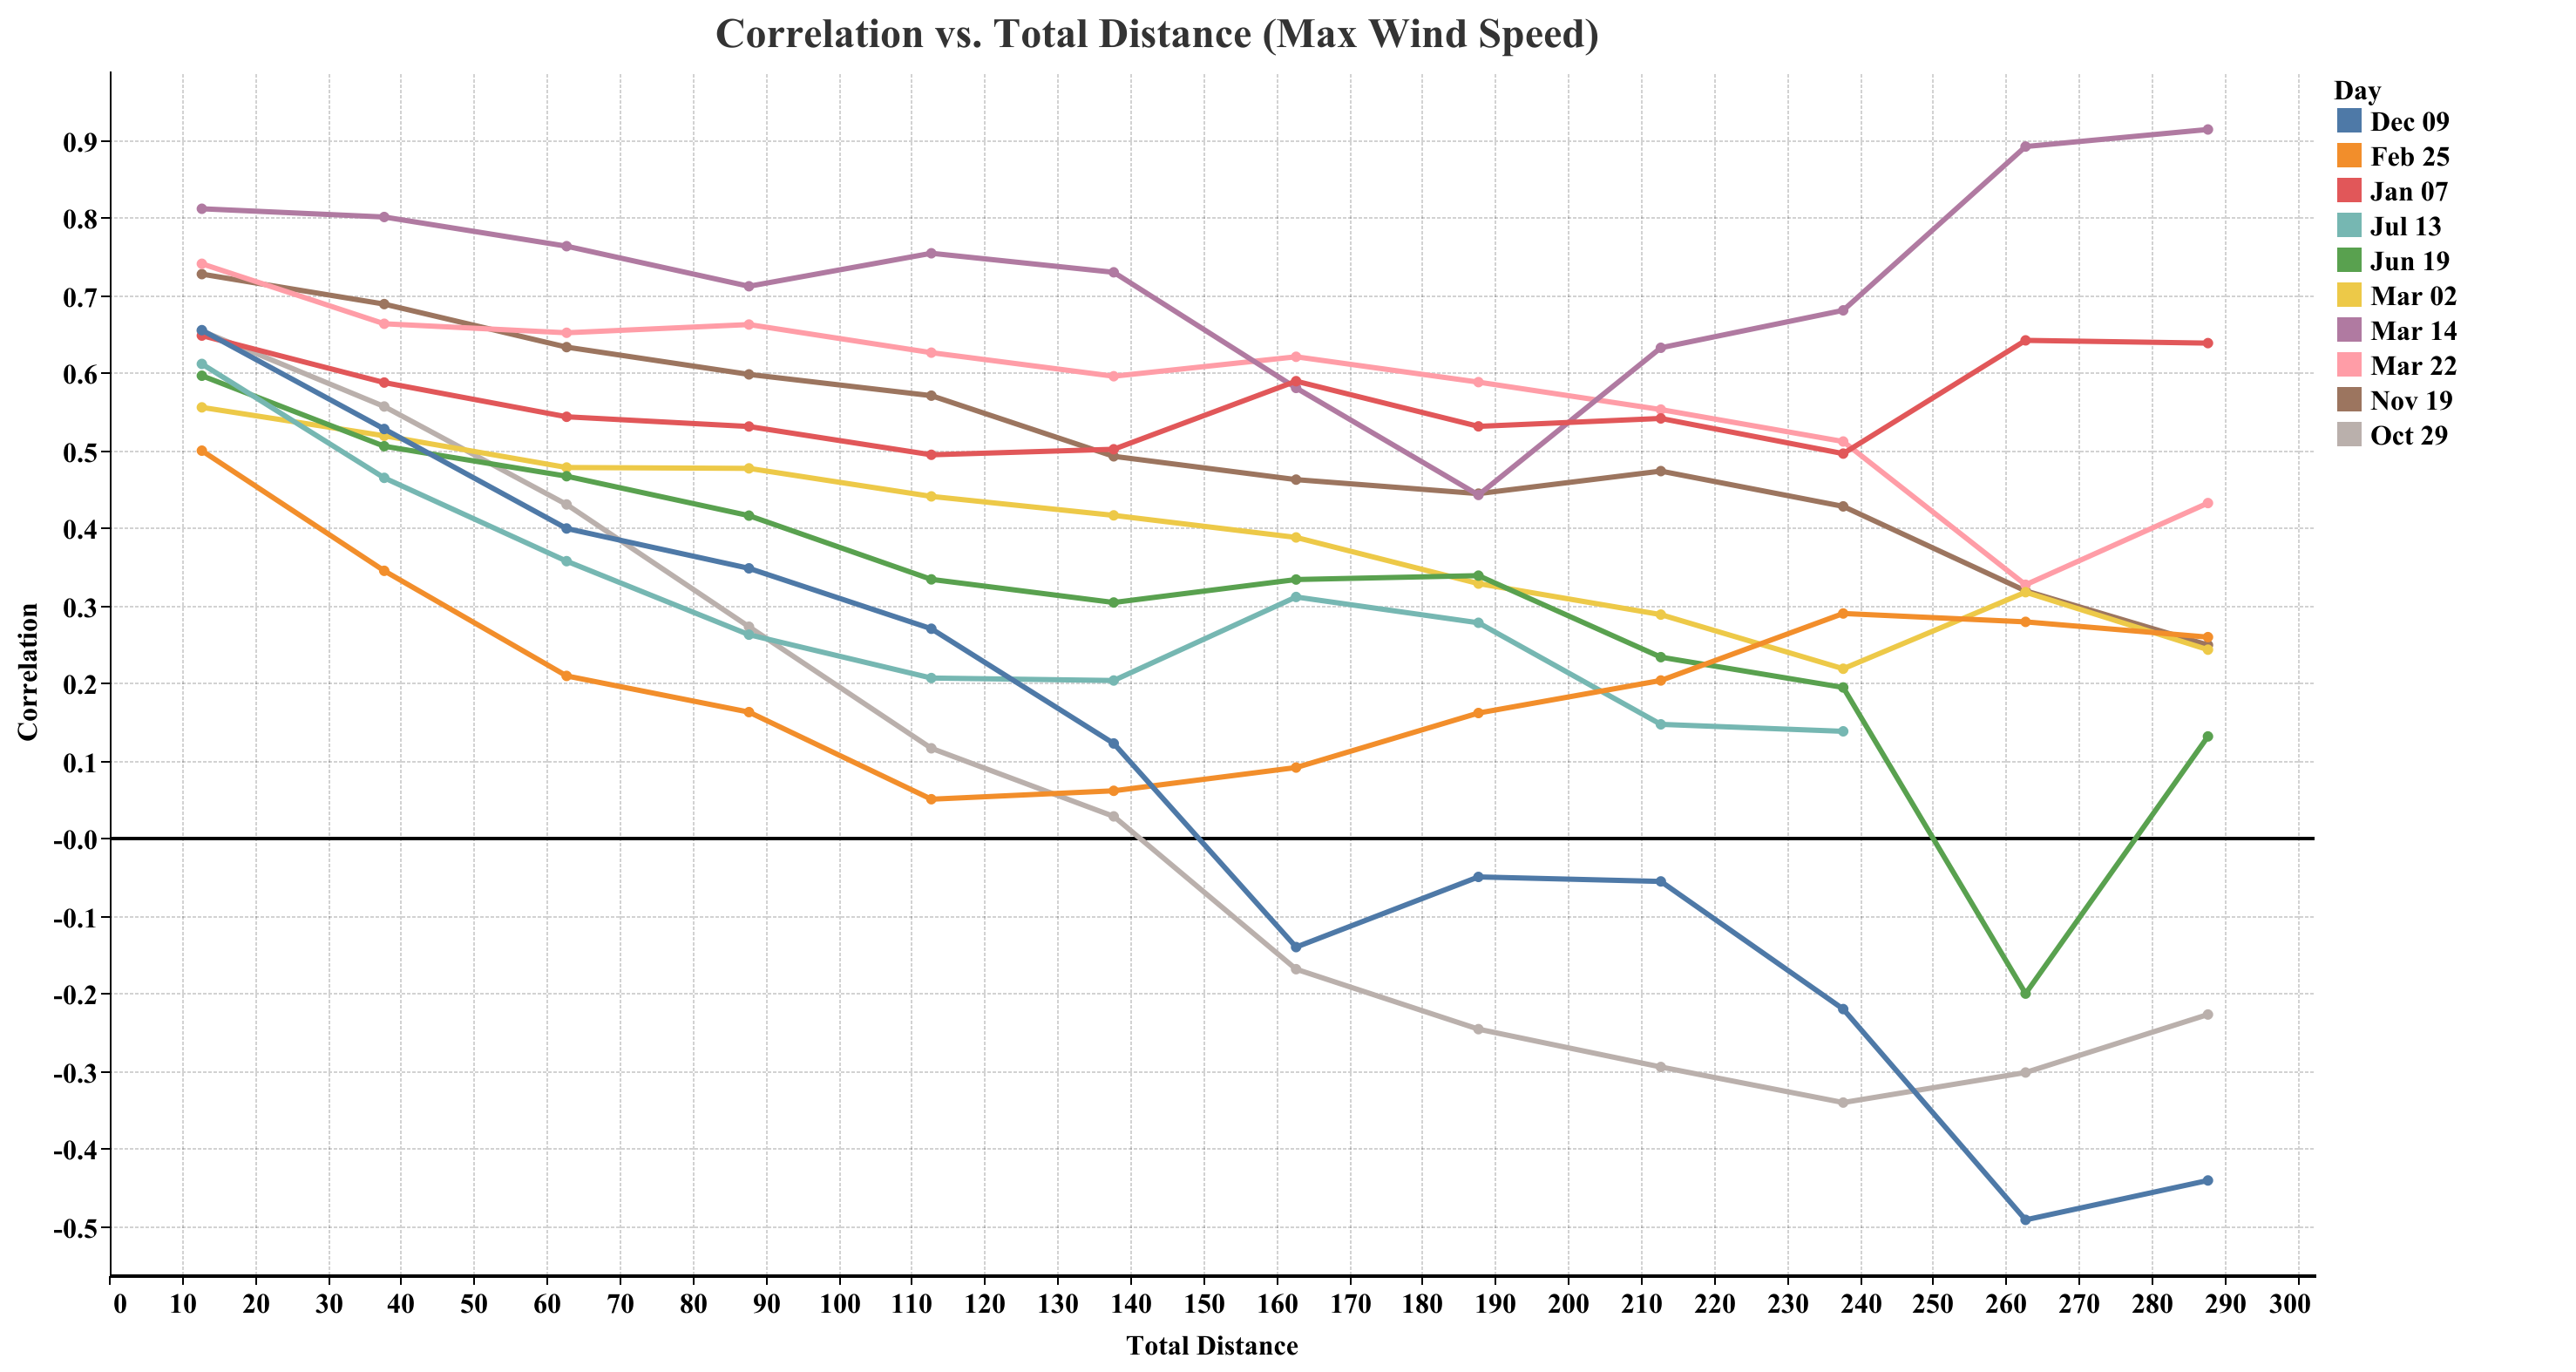 Correlation vs. Total Distance (Max Wind Speed)
Day
Dec 09
Feb 25
Jan 07
Jul 13
Jun 19
Mar 02
Mar 14
Mar 22
Nov 19
Oct 29
0.9
0.8
0.7
0.6
0.5
0.4
0.3
0.2
0.1
-0.0
-0.1
-0.2
-0.3
-0.4
-0.5
Correlation
0 10 20 30 40 50 60 70 80 90 100 110 120 130 140 150 160 170 180 190 200 210 220 230 240 250 260 270 280 290 300
Total Distance